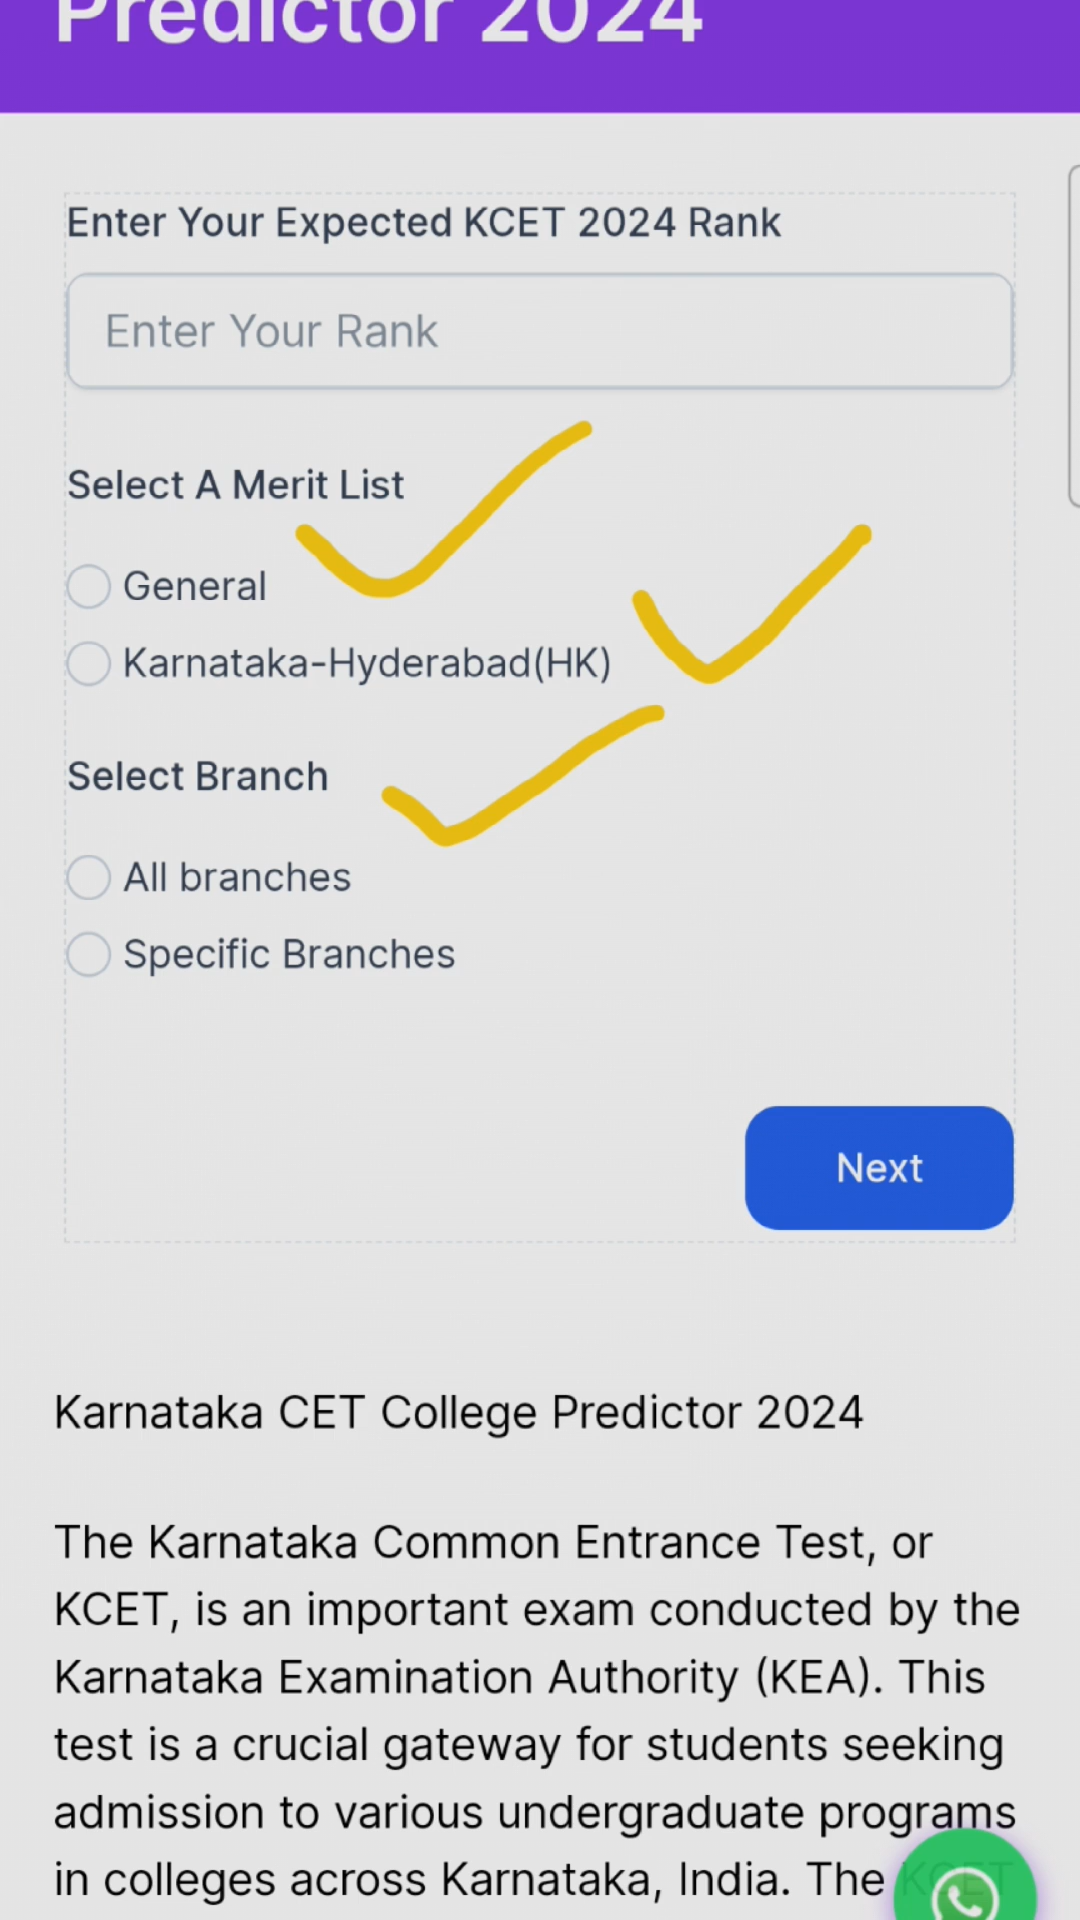 Predictor 2024
Enter Your Expected KCET 2024 Rank
Enter Your Rank
Select A Merit List
General
Karnataka-Hyderabad(HK)
Select Branch
All branches
Specific Branches
Next
Karnataka CET College Predictor 2024
The Karnataka Common Entrance Test, or
KCET, is an important exam conducted by the
Karnataka Examination Authority (KEA). This
test is a crucial gateway for students seeking
admission to various undergraduate programs
in colleges across Karnataka, India. The KCET